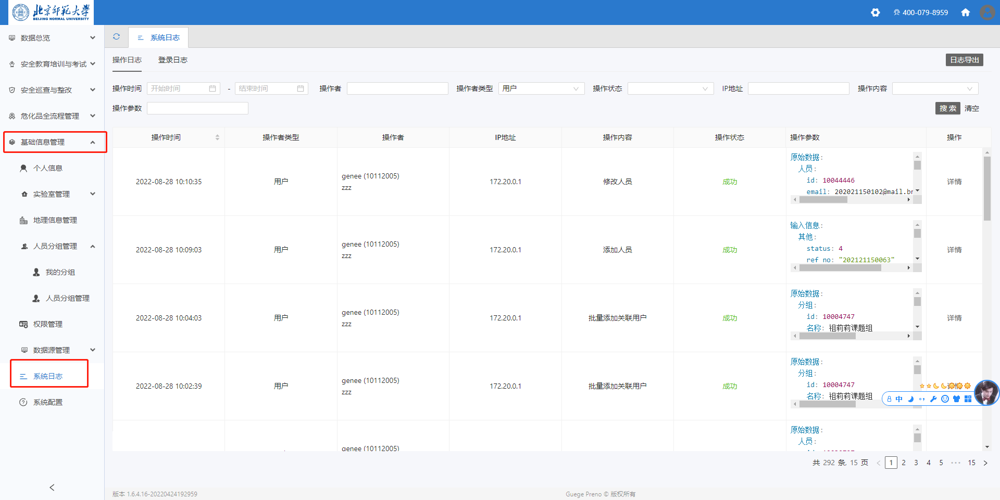 北京师范大学
BEIJING NORMAL UNIVERSITY
400-079-8959
数据总览
安全教育培训与考试
安全巡查与整改
危化品全流程管理
基础信息管理
个人信息
实验室管理
地理信息管理
人员分组管理
我的分组
人员分组管理
权限管理
数据源管理
系统日志
系统配置
系统日志
操作日志 登录日志
日志导出
操作时间 开始时间 - 结束时间 操作者 操作者类型 用户 操作状态 IP地址 操作内容
操作参数
搜 索 清空
操作时间 操作者类型 操作者 IP地址 操作内容 操作状态 操作参数 操作
2022-08-28 10:10:35 用户 genee (10112005) zzz 172.20.0.1 修改人员 成功 详情
原始数据:
人员:
id: 10044446
email: 202021150102@mail.br
2022-08-28 10:09:03 用户 genee (10112005) zzz 172.20.0.1 添加人员 成功 详情
输入信息:
其他:
status: 4
ref no: "202121150063"
2022-08-28 10:04:03 用户 genee (10112005) zzz 172.20.0.1 批量添加关联用户 成功 详情
原始数据:
分组:
id: 10004747
名称: 祖莉莉课题组
2022-08-28 10:02:39 用户 genee (10112005) zzz 172.20.0.1 批量添加关联用户 成功
原始数据:
分组:
id: 10004747
名称: 祖莉莉课题组
中
genee (10112005)
原始数据:
人员:
共 292 条, 15 页 < 1 2 3 4 5 ••• 15 >
版本 1.6.4.16-20220424192959
Guege Preno © 版权所有